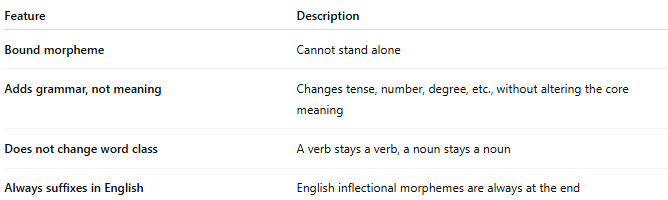 Feature Description
Bound morpheme Cannot stand alone
Adds grammar, not meaning Changes tense, number, degree, etc., without altering the core
meaning
Does not change word class A verb stays a verb, a noun stays a noun
Always suffixes in English English inflectional morphemes are always at the end